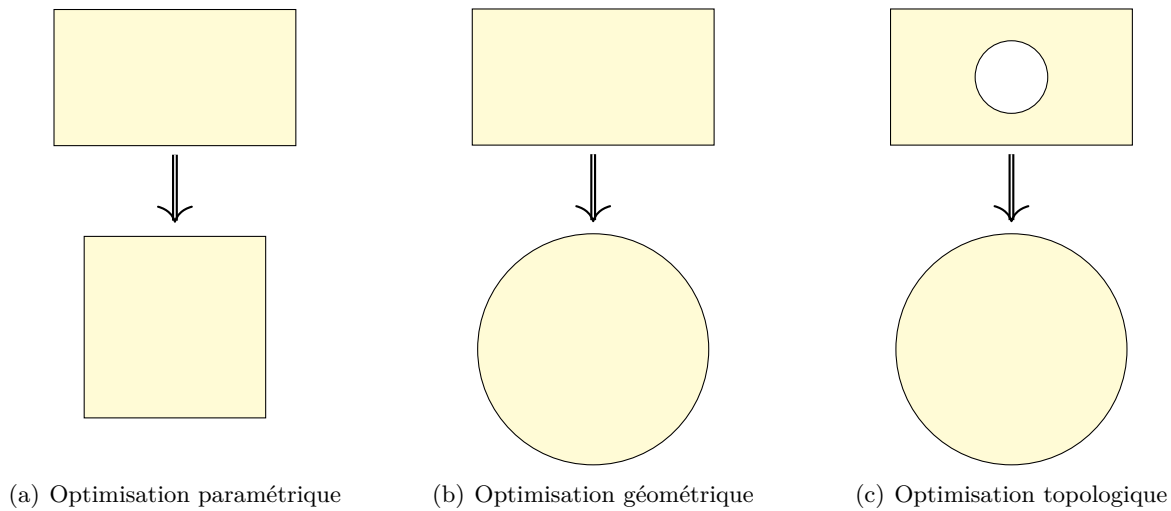 (a) Optimisation paramétrique
(b) Optimisation géométrique
(c) Optimisation topologique